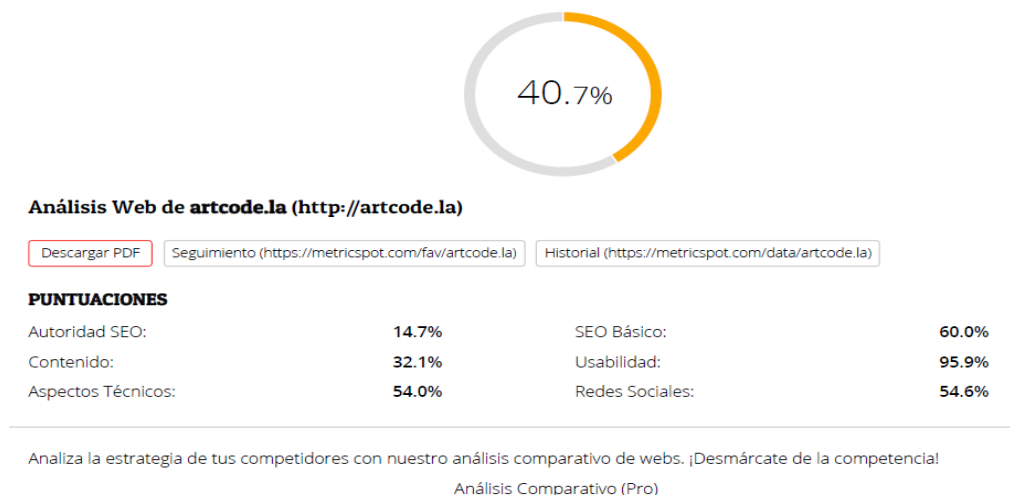 40.7%
Análisis Web de artcode.la (http://artcode.la)
Descargar PDF Seguimiento (https://metricspot.com/fav/artcode.la) Historial (https://metricspot.com/data/artcode.la)
PUNTUACIONES
Autoridad SEO: 14.7% SEO Básico: 60.0%
Contenido: 32.1% Usabilidad: 95.9%
Aspectos Técnicos: 54.0% Redes Sociales: 54.6%
Analiza la estrategia de tus competidores con nuestro análisis comparativo de webs. ¡Desmárcate de la competencia!
Análisis Comparativo (Pro)